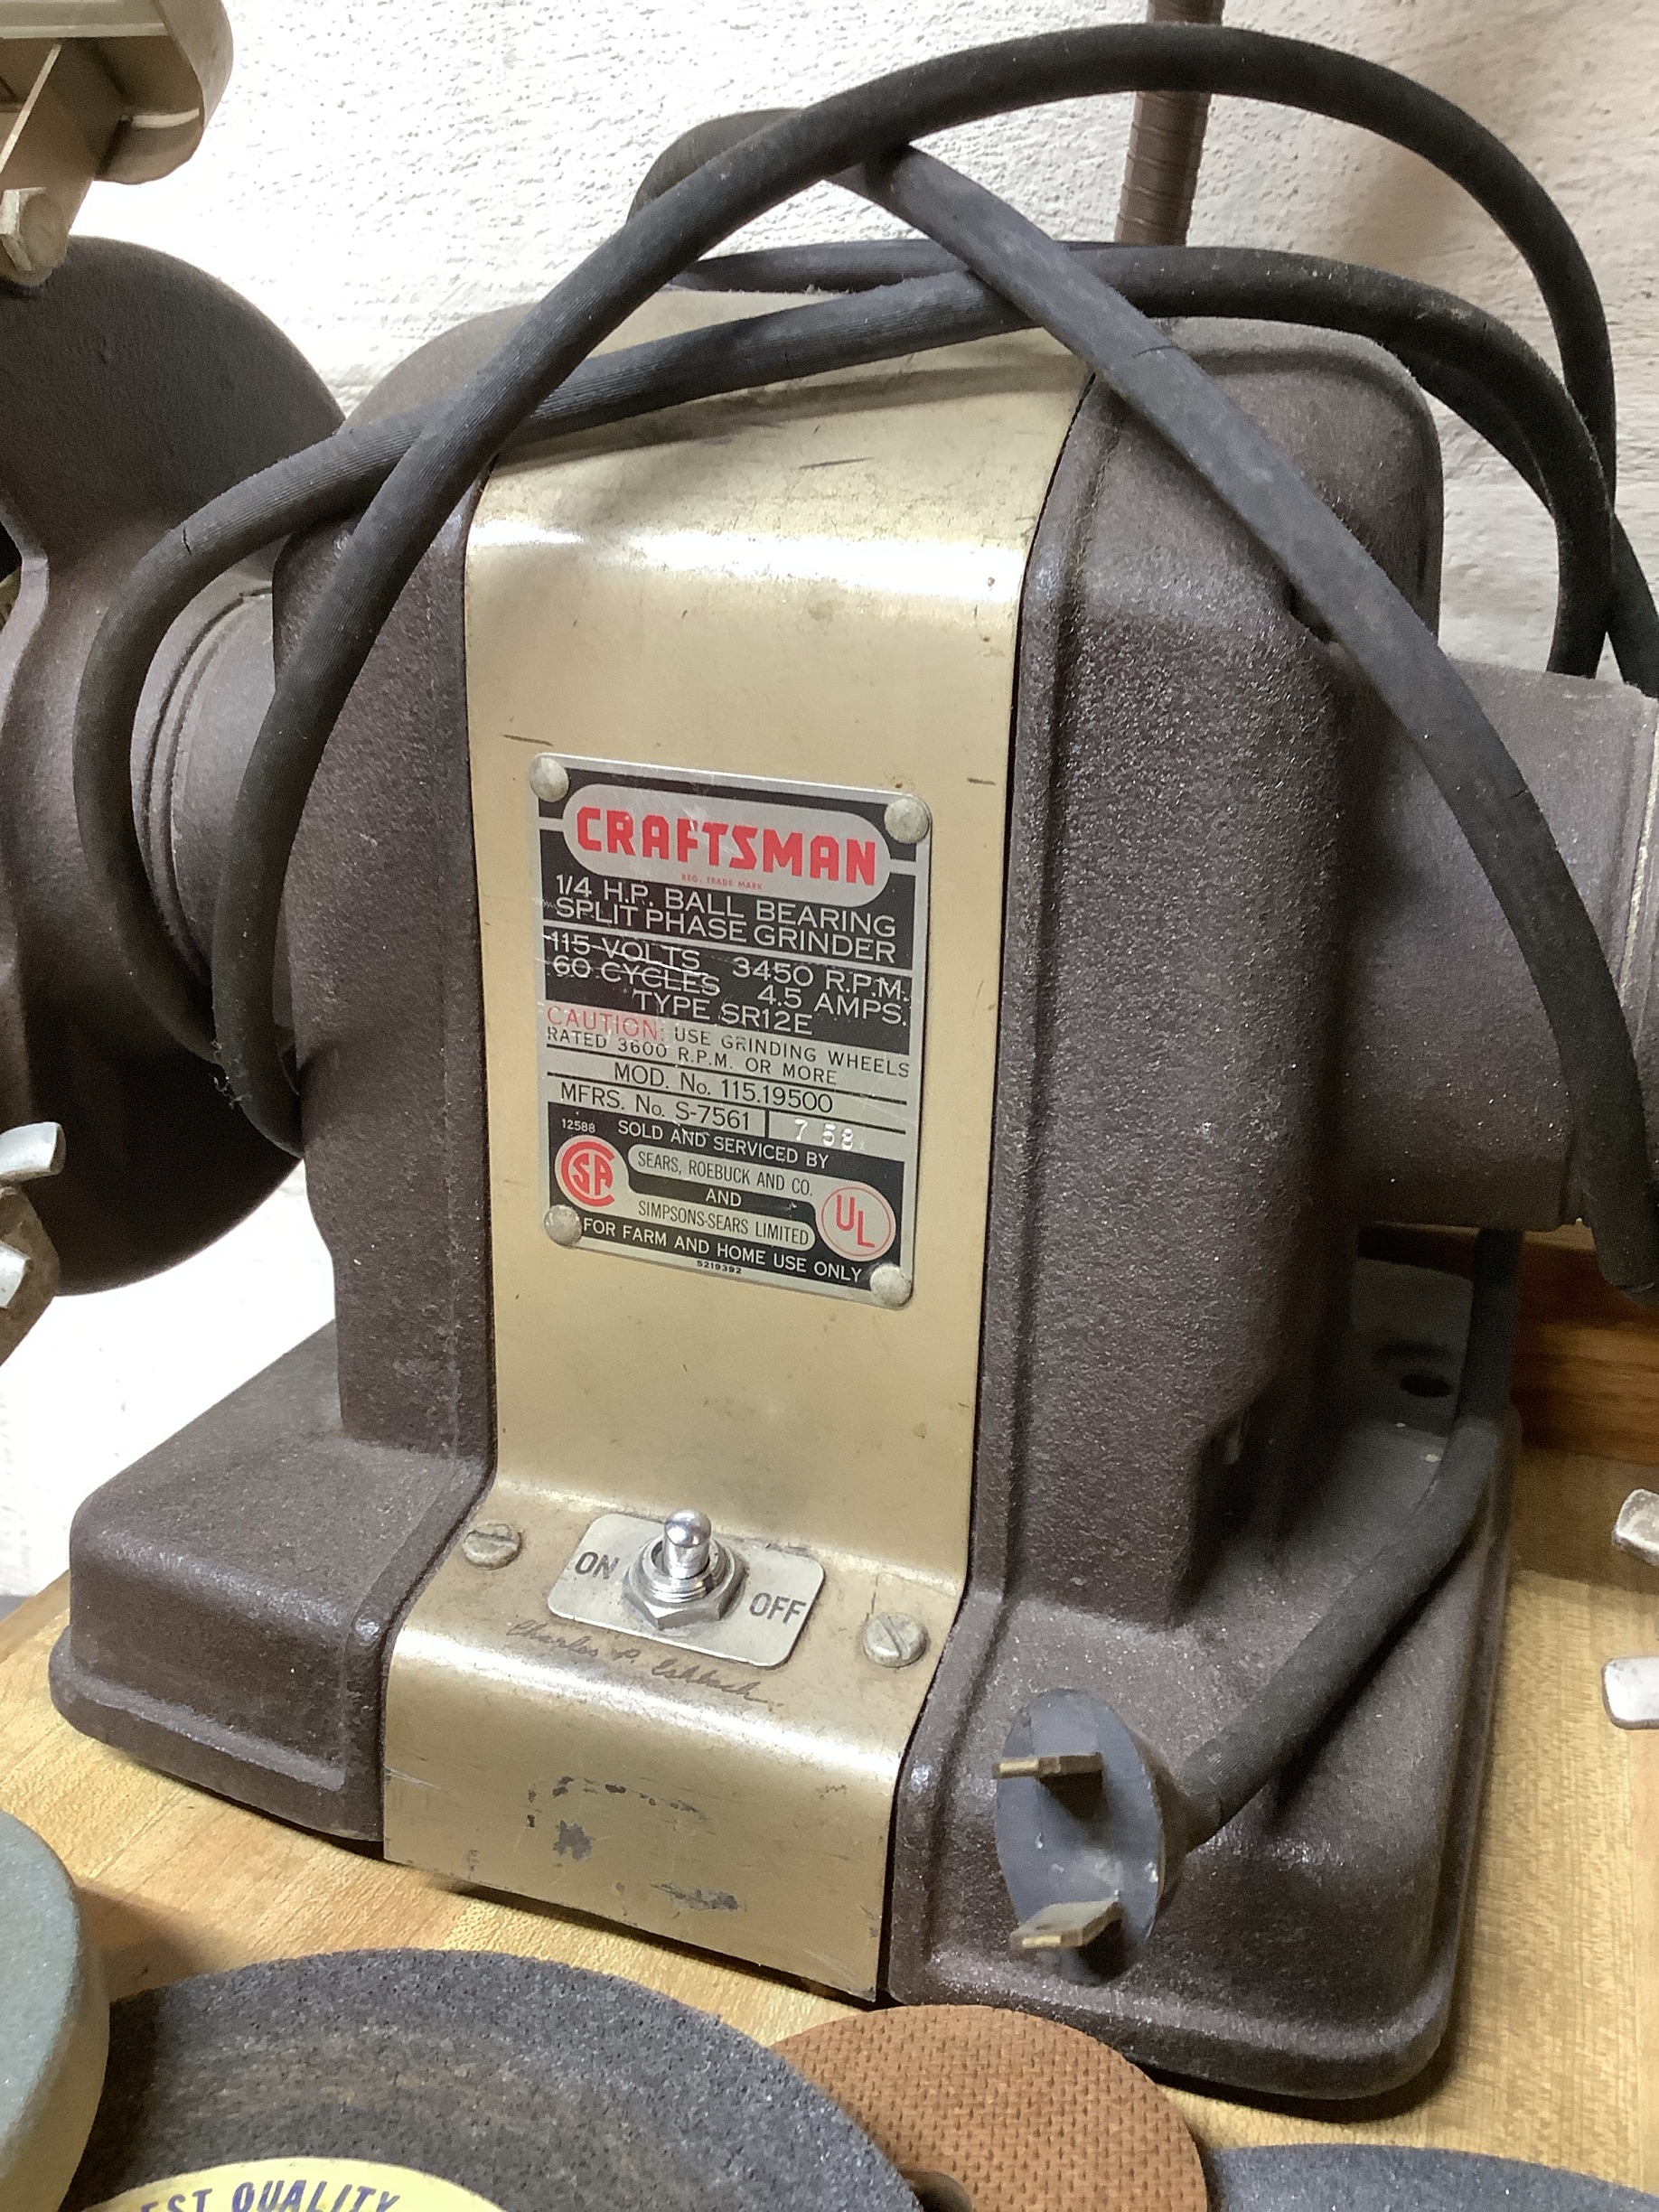 CRAFTSMAN
REG. TRADE MARK
1/4 H.P. BALL BEARING
SPLIT PHASE GRINDER
115 VOLTS 3450 R.P.M.
60 CYCLES 4.5 AMPS.
TYPE SR12E
CAUTION: USE GRINDING WHEELS
RATED 3600 R.P.M. OR MORE
MOD. No. 115.19500
MFRS. No. S-7561 7 58
12588 SOLD AND SERVICED BY
SEARS, ROEBUCK AND CO.
AND
SIMPSONS-SEARS LIMITED
CSA
UL
FOR FARM AND HOME USE ONLY
5219392
ON OFF
Charles P.
QUALITY